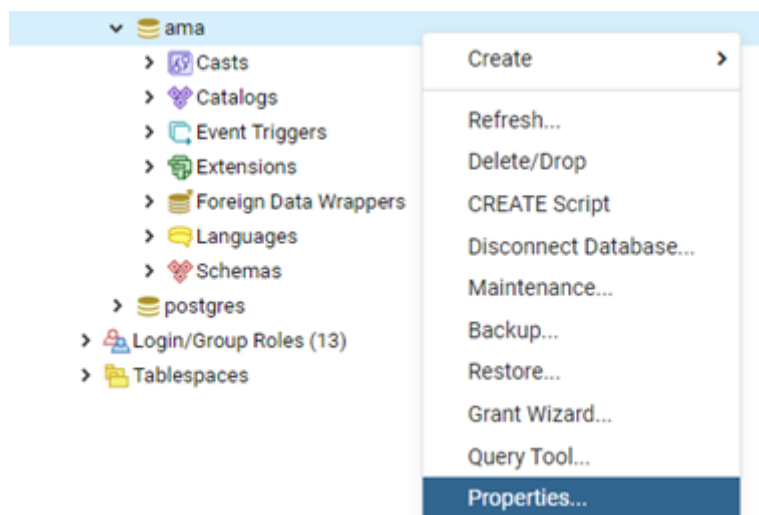 ama
Casts
Catalogs
Event Triggers
Extensions
Foreign Data Wrappers
Languages
Schemas
postgres
Login/Group Roles (13)
Tablespaces
Create
Refresh...
Delete/Drop
CREATE Script
Disconnect Database...
Maintenance...
Backup...
Restore...
Grant Wizard...
Query Tool...
Properties...